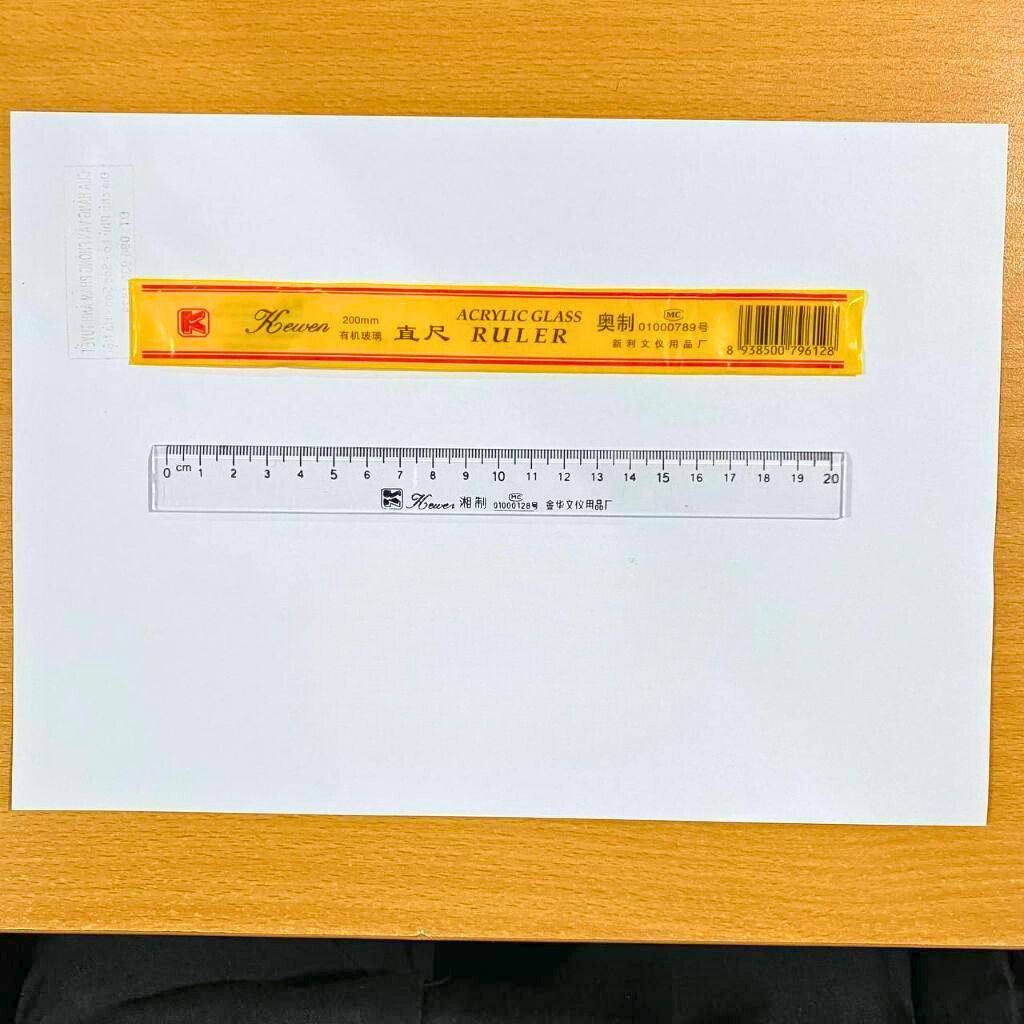 Kewen
200mm
有机玻璃
直尺
ACRYLIC GLASS
RULER
奥制
MC
01000789号
新利文仪用品厂
8 938500 796128
0 cm 1 2 3 4 5 6 7 8 9 10 11 12 13 14 15 16 17 18 19 20
Kewen 湘制 MC 01000128号 金华文仪用品厂